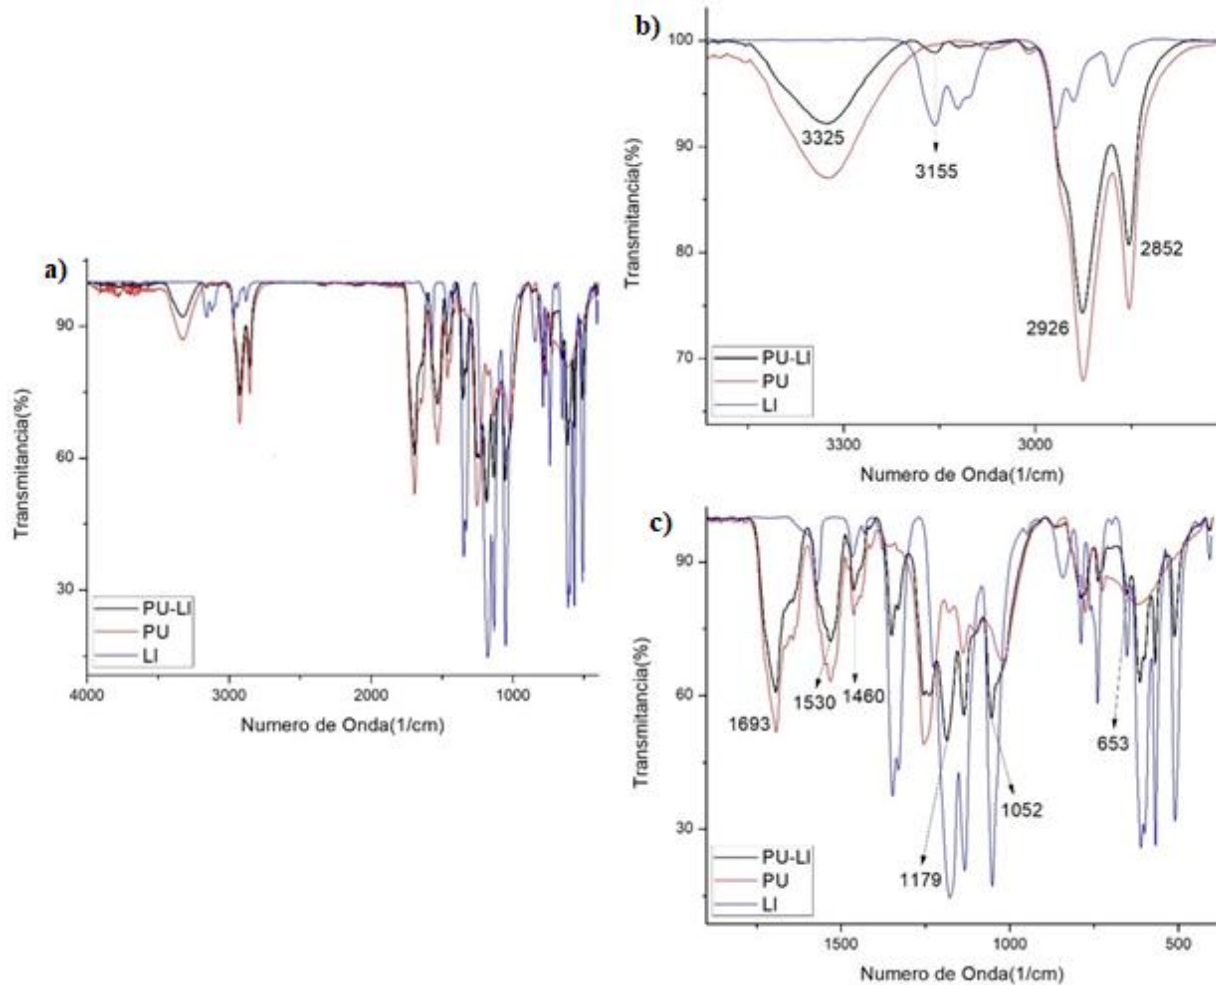 a)
Transmitancia(%)
90
60
30
4000
3000
2000
1000
Numero de Onda(1/cm)
PU-LI
PU
LI
b)
Transmitancia(%)
100
90
80
70
3325
3155
2926
2852
3300
3000
Numero de Onda(1/cm)
PU-LI
PU
LI
c)
Transmitancia(%)
90
60
30
1693
1530
1460
1179
1052
653
1500
1000
500
Numero de Onda(1/cm)
PU-LI
PU
LI